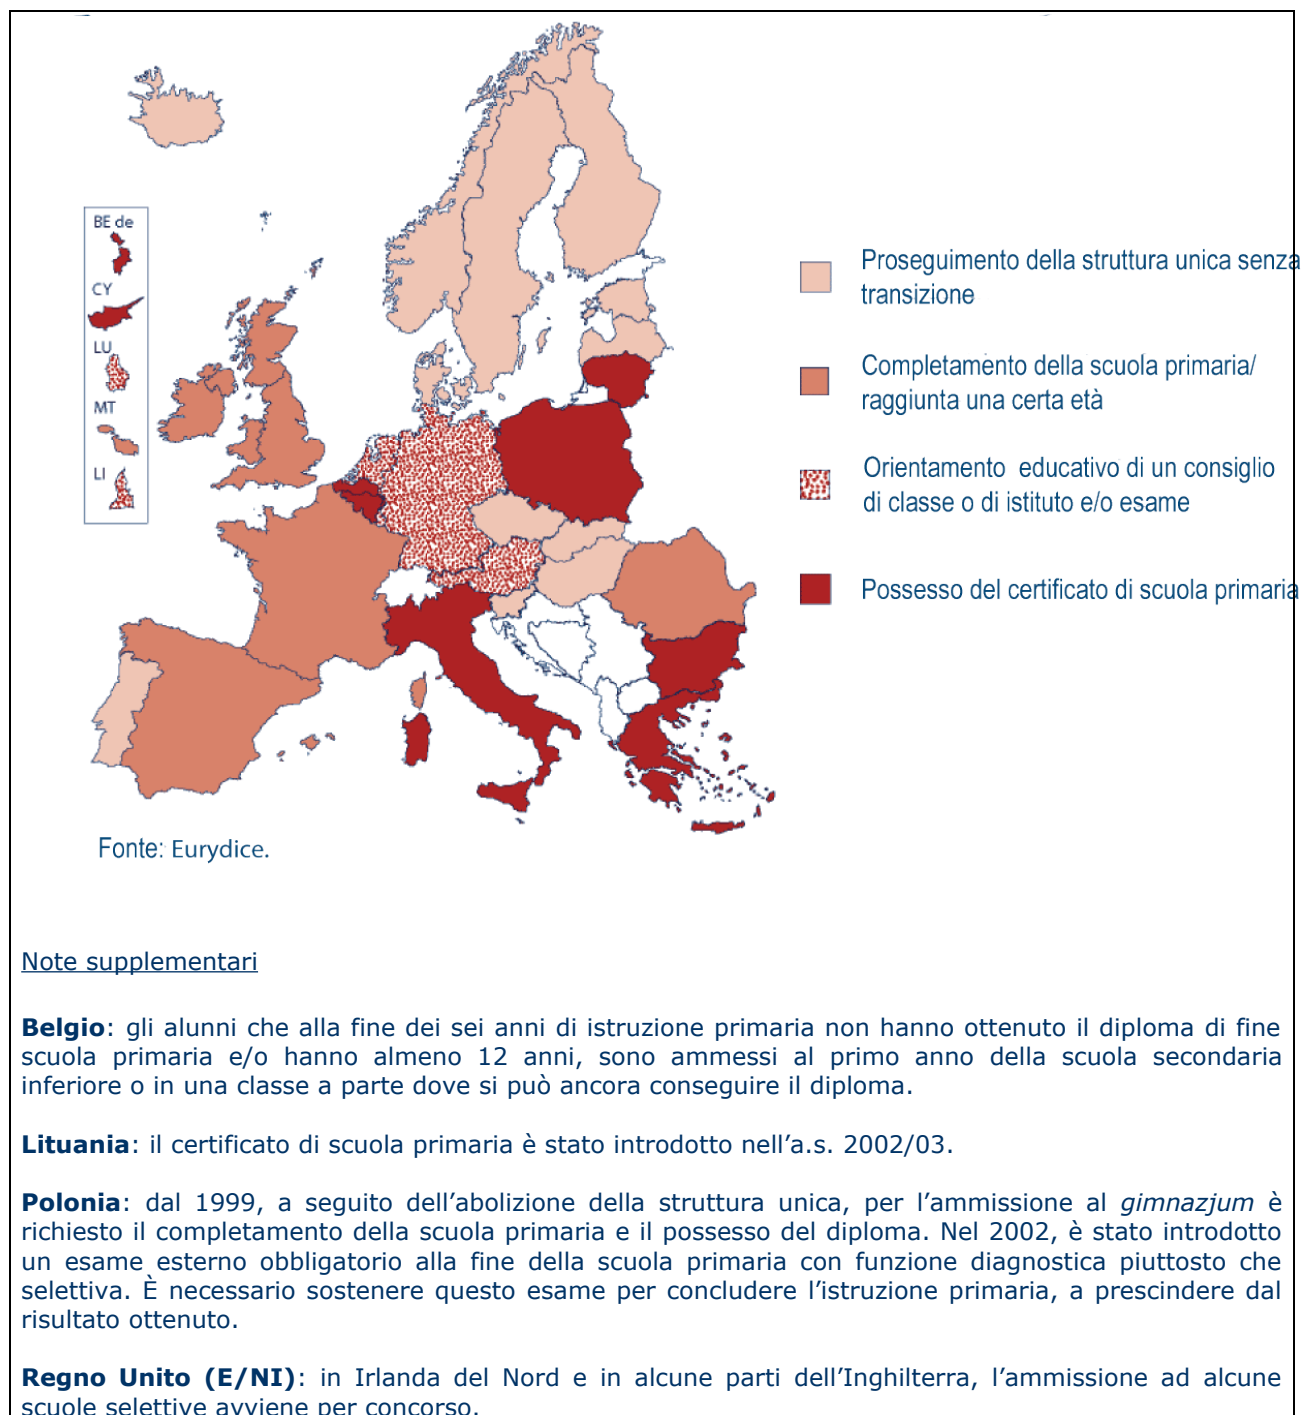 BE de
CY
LU
MT
LI
Proseguimento della struttura unica senza
transizione
Completamento della scuola primaria/
raggiunta una certa età
Orientamento educativo di un consiglio
di classe o di istituto e/o esame
Possesso del certificato di scuola primaria
Fonte: Eurydice.
Note supplementari
Belgio: gli alunni che alla fine dei sei anni di istruzione primaria non hanno ottenuto il diploma di fine
scuola primaria e/o hanno almeno 12 anni, sono ammessi al primo anno della scuola secondaria
inferiore o in una classe a parte dove si può ancora conseguire il diploma.
Lituania: il certificato di scuola primaria è stato introdotto nell’a.s. 2002/03.
Polonia: dal 1999, a seguito dell’abolizione della struttura unica, per l’ammissione al gimnazjum è
richiesto il completamento della scuola primaria e il possesso del diploma. Nel 2002, è stato introdotto
un esame esterno obbligatorio alla fine della scuola primaria con funzione diagnostica piuttosto che
selettiva. È necessario sostenere questo esame per concludere l’istruzione primaria, a prescindere dal
risultato ottenuto.
Regno Unito (E/NI): in Irlanda del Nord e in alcune parti dell’Inghilterra, l’ammissione ad alcune
scuole selettive avviene per concorso.